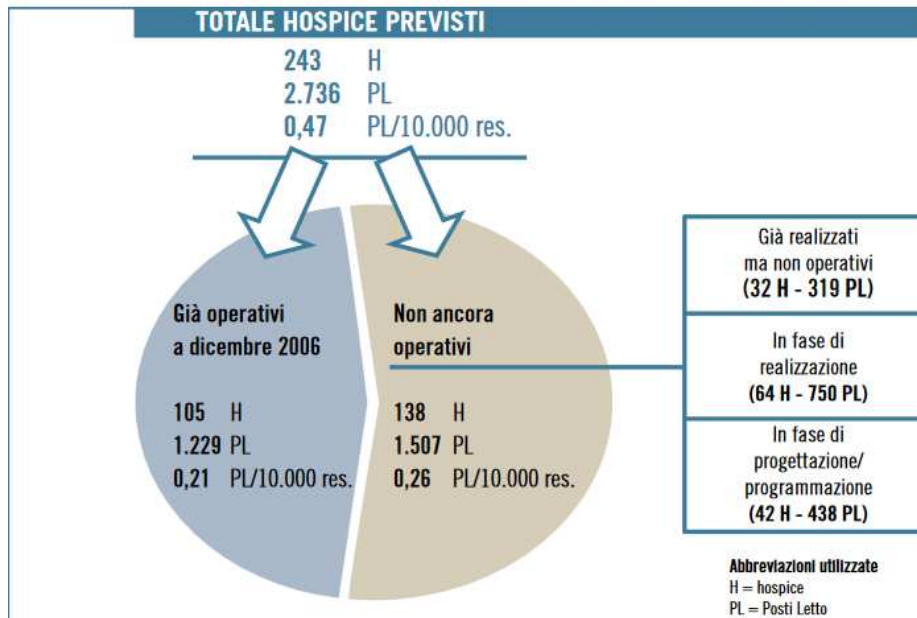 TOTALE HOSPICE PREVISTI
243 H
2.736 PL
0,47 PL/10.000 res.
Già operativi
a dicembre 2006
105 H
1.229 PL
0,21 PL/10.000 res.
Non ancora
operativi
138 H
1.507 PL
0,26 PL/10.000 res.
Già realizzati
ma non operativi
(32 H - 319 PL)
In fase di
realizzazione
(64 H - 750 PL)
In fase di
progettazione/
programmazione
(42 H - 438 PL)
Abbreviazioni utilizzate
H = hospice
PL = Posti Letto